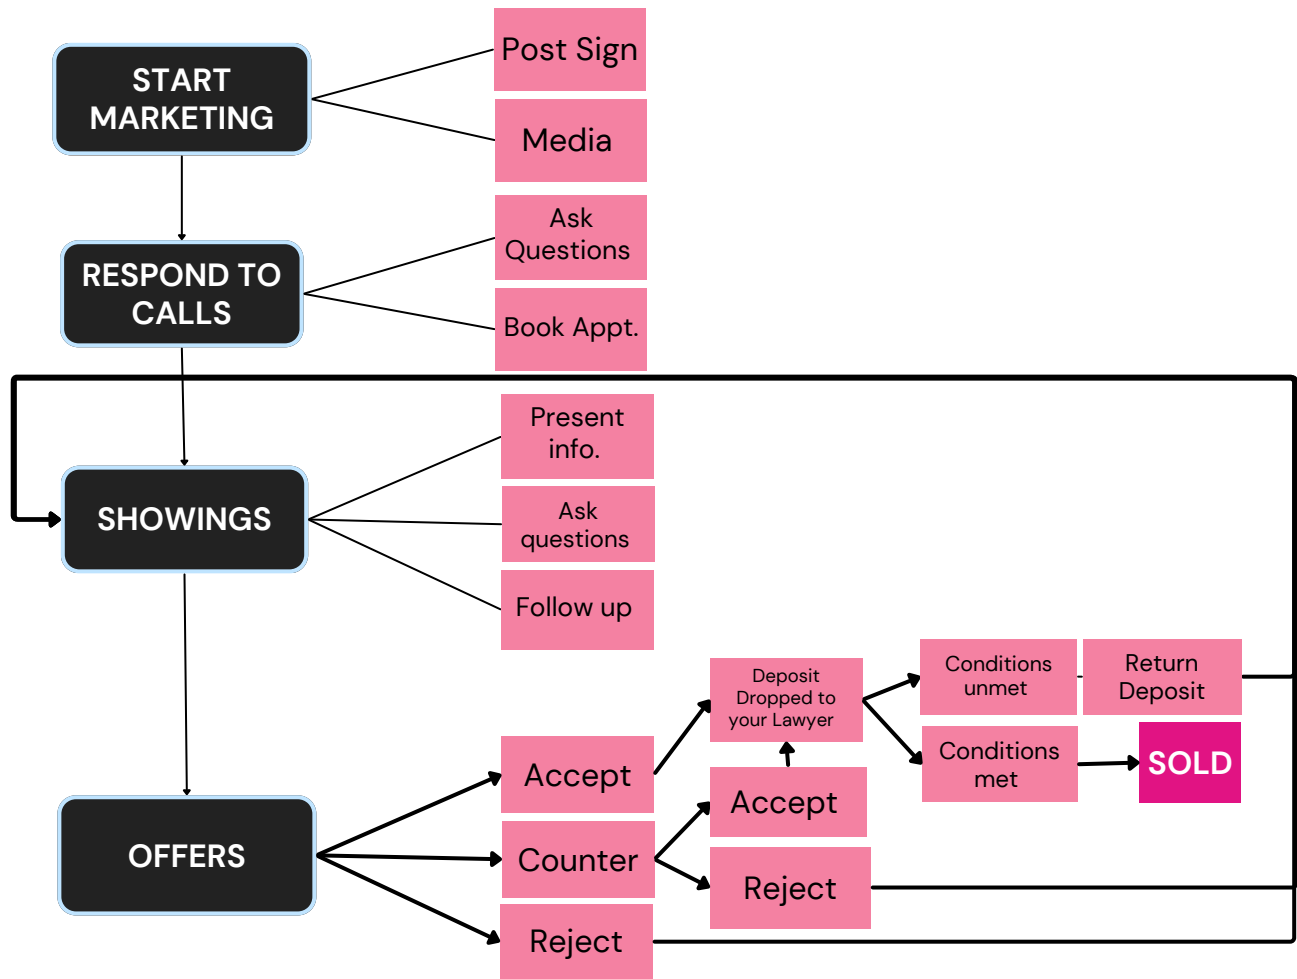 START
MARKETING
Post Sign
Media
RESPOND TO
CALLS
Ask
Questions
Book Appt.
SHOWINGS
Present
info.
Ask
questions
Follow up
OFFERS
Accept
Counter
Reject
Deposit
Dropped to
your Lawyer
Accept
Reject
Conditions
unmet
Return
Deposit
Conditions
met
SOLD